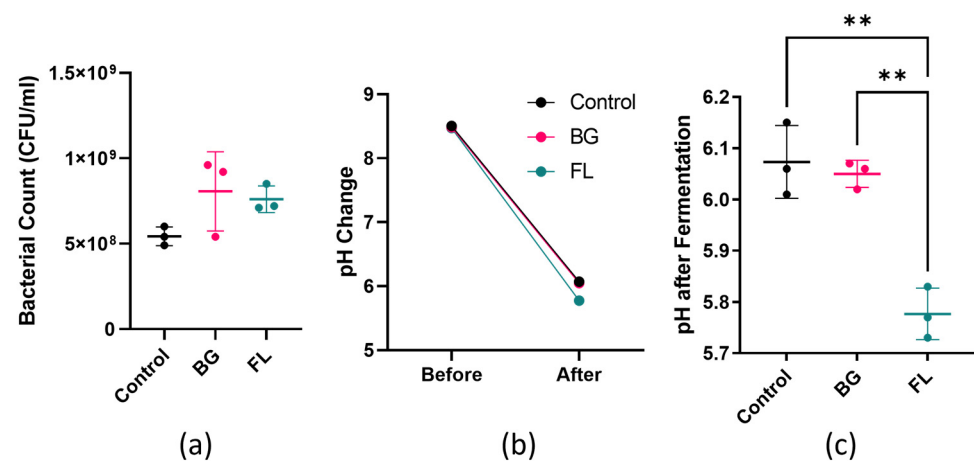 Bacterial Count (CFU/ml)
1.5×10⁹
1×10⁹
5×10⁸
0
Control
BG
FL
(a)
pH Change
9
8
7
6
5
Before
After
Control
BG
FL
(b)
pH after Fermentation
**
**
6.2
6.1
6.0
5.9
5.8
5.7
Control
BG
FL
(c)